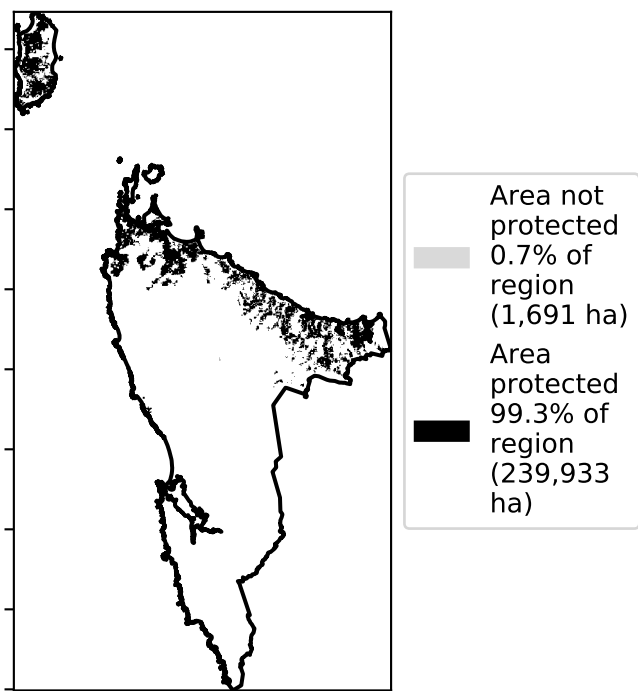 Area not
protected
0.7% of
region
(1,691 ha)
Area
protected
99.3% of
region
(239,933
ha)